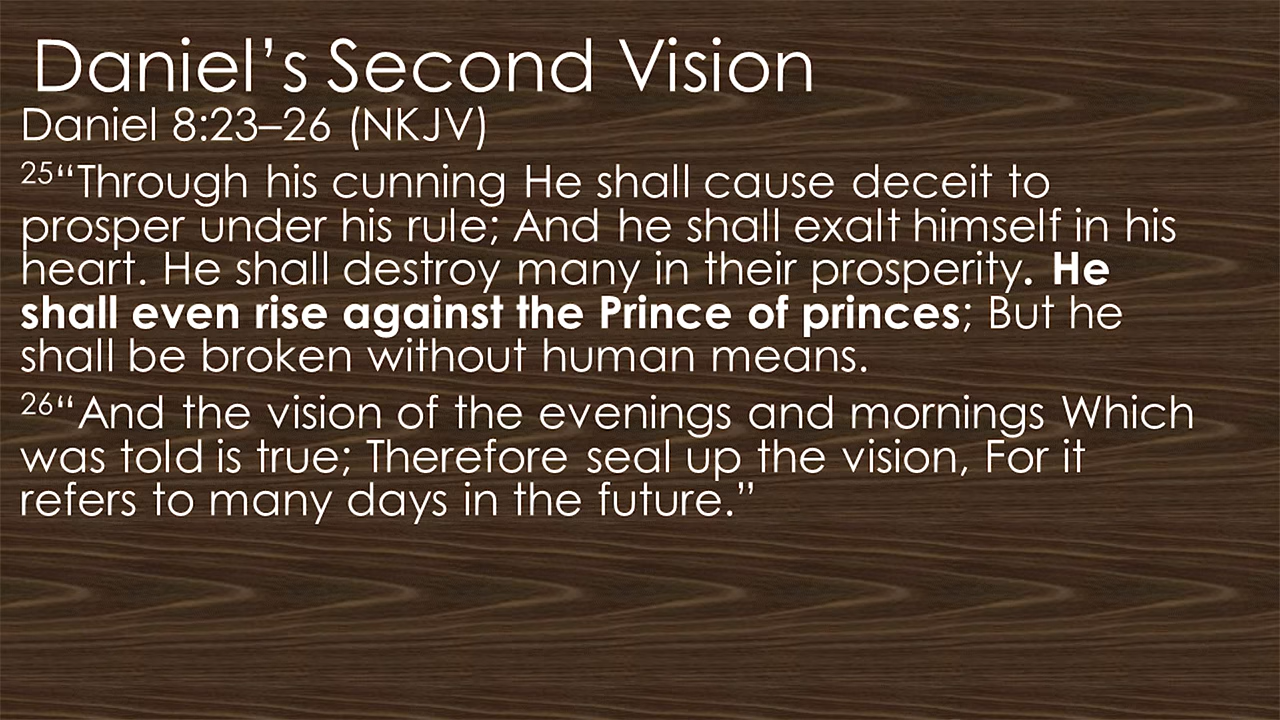 Daniel’s Second Vision
Daniel 8:23–26 (NKJV)
25“Through his cunning He shall cause deceit to
prosper under his rule; And he shall exalt himself in his
heart. He shall destroy many in their prosperity. He
shall even rise against the Prince of princes; But he
shall be broken without human means.
26“And the vision of the evenings and mornings Which
was told is true; Therefore seal up the vision, For it
refers to many days in the future.”